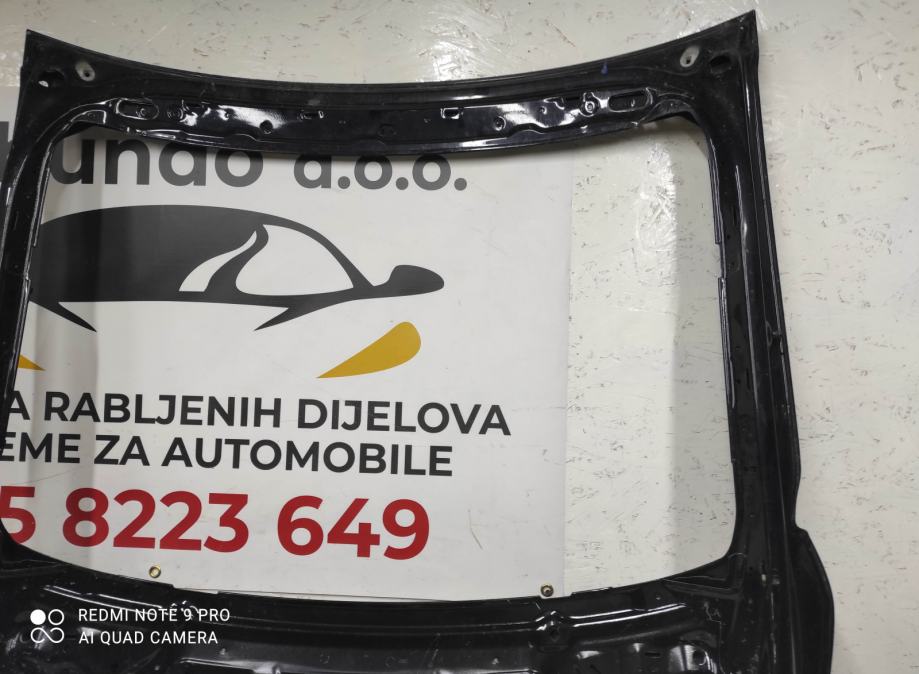 undo d.o.o.
A RABLJENIH DIJELOVA
EME ZA AUTOMOBILE
5 8223 649
REDMI NOTE 9 PRO
AI QUAD CAMERA